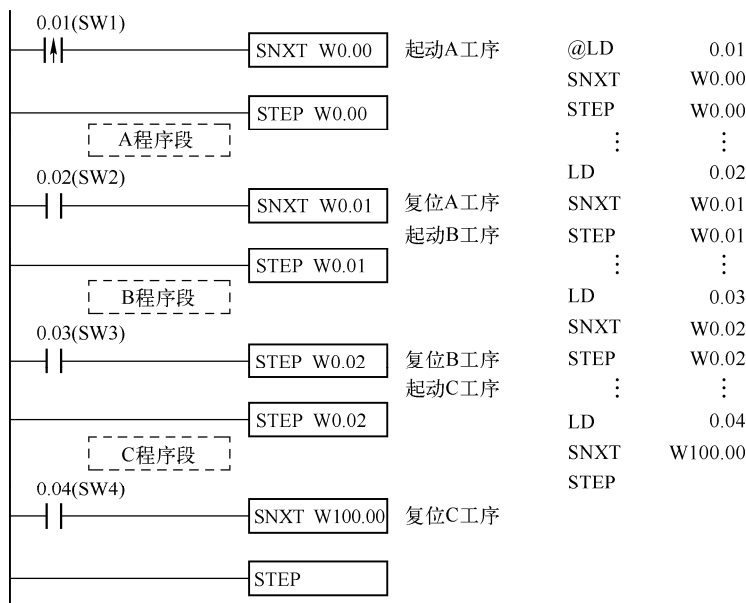 0.01(SW1)
SNXT W0.00 起动A工序
STEP W0.00
A程序段
0.02(SW2)
SNXT W0.01 复位A工序
起动B工序
STEP W0.01
B程序段
0.03(SW3)
STEP W0.02 复位B工序
起动C工序
STEP W0.02
C程序段
0.04(SW4)
SNXT W100.00 复位C工序
STEP
@LD 0.01
SNXT W0.00
STEP W0.00
⋮ ⋮
LD 0.02
SNXT W0.01
STEP W0.01
⋮ ⋮
LD 0.03
SNXT W0.02
STEP W0.02
⋮ ⋮
LD 0.04
SNXT W100.00
STEP